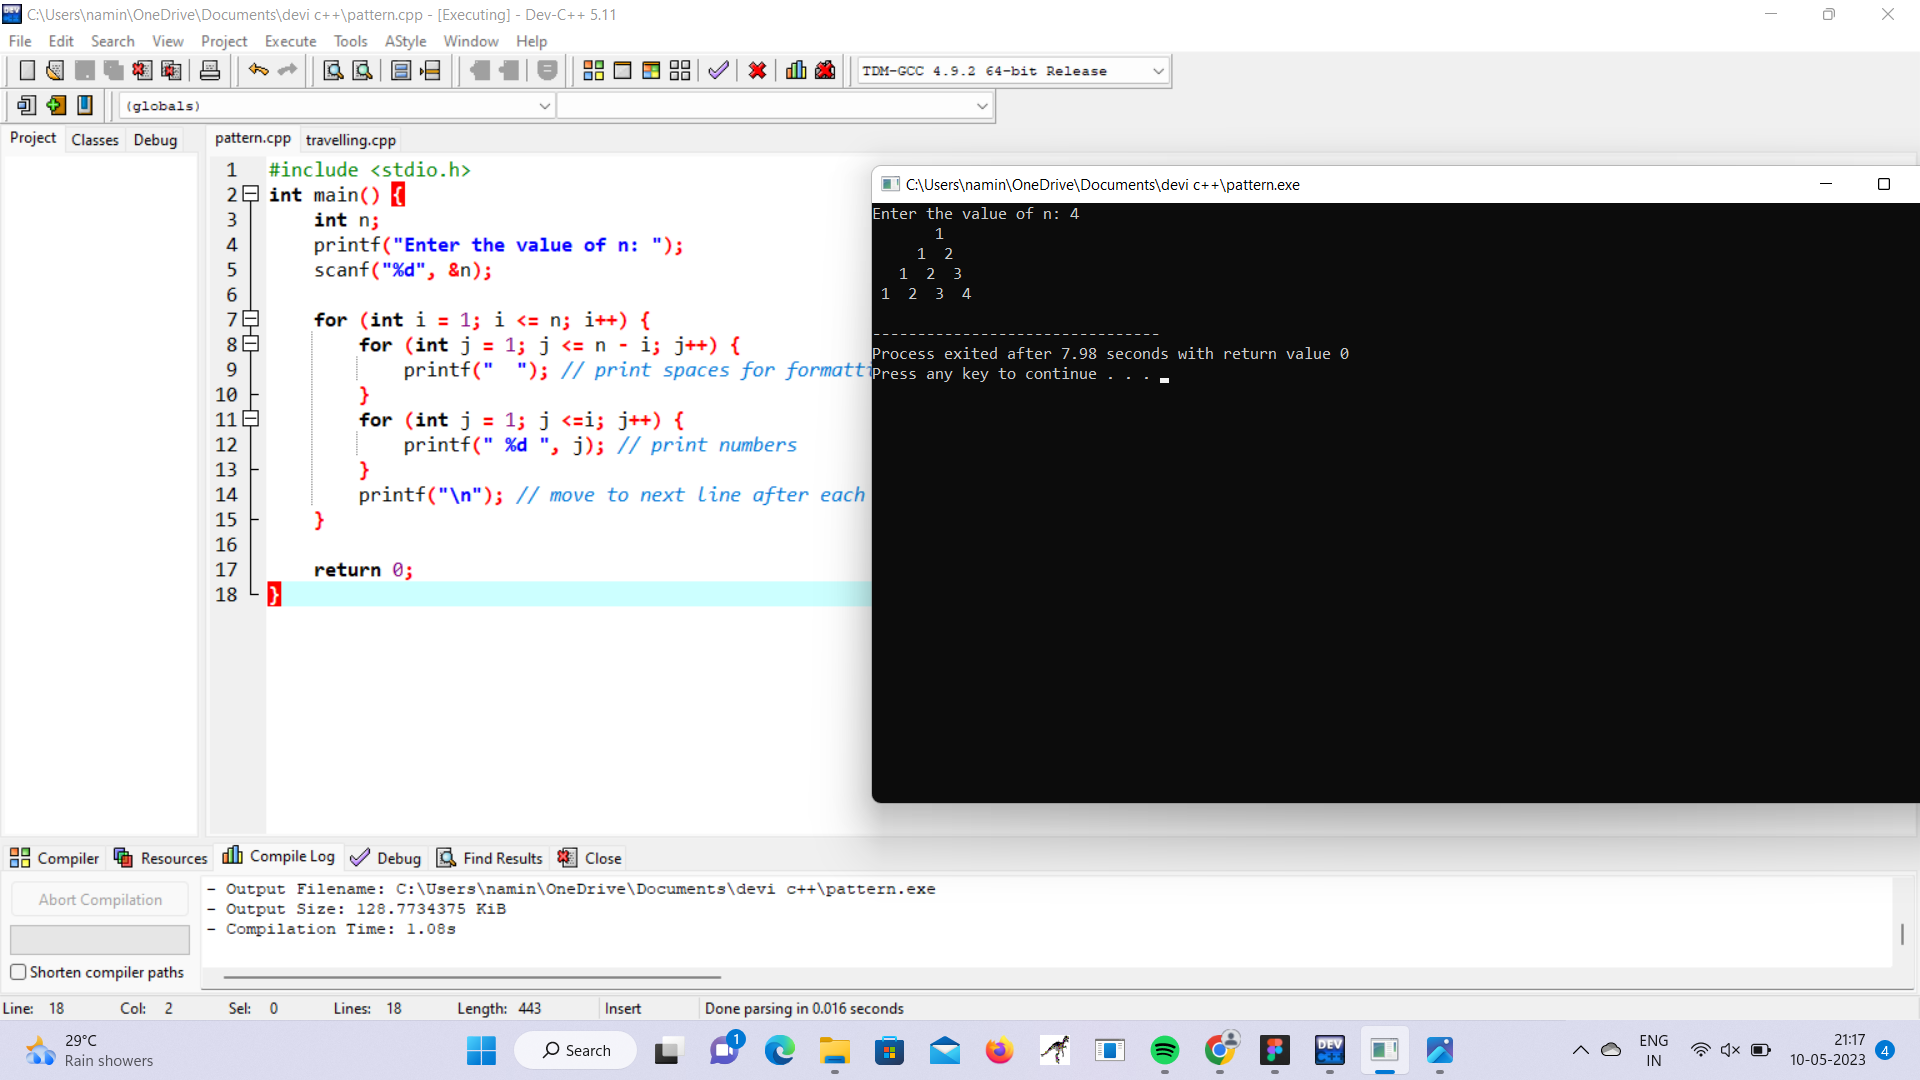 C:\Users\namin\OneDrive\Documents\devi c++\pattern.cpp - [Executing] - Dev-C++ 5.11
File Edit Search View Project Execute Tools AStyle Window Help
TDM-GCC 4.9.2 64-bit Release
(globals)
Project Classes Debug
pattern.cpp travelling.cpp
1 #include <stdio.h>
2 int main() {
3 int n;
4 printf("Enter the value of n: ");
5 scanf("%d", &n);
6
7 for (int i = 1; i <= n; i++) {
8 for (int j = 1; j <= n - i; j++) {
9 printf("  "); // print spaces for formatti
10 }
11 for (int j = 1; j <=i; j++) {
12 printf(" %d ", j); // print numbers
13 }
14 printf("\n"); // move to next line after each
15 }
16
17 return 0;
18 }
C:\Users\namin\OneDrive\Documents\devi c++\pattern.exe
Enter the value of n: 4
1
1 2
1 2 3
1 2 3 4
--------------------------------
Process exited after 7.98 seconds with return value 0
Press any key to continue . . .
Compiler Resources Compile Log Debug Find Results Close
Abort Compilation
Shorten compiler paths
- Output Filename: C:\Users\namin\OneDrive\Documents\devi c++\pattern.exe
- Output Size: 128.7734375 KiB
- Compilation Time: 1.08s
Line: 18 Col: 2 Sel: 0 Lines: 18 Length: 443 Insert Done parsing in 0.016 seconds
29°C
Rain showers
Search
1
DEV
ENG
IN
21:17
10-05-2023
4